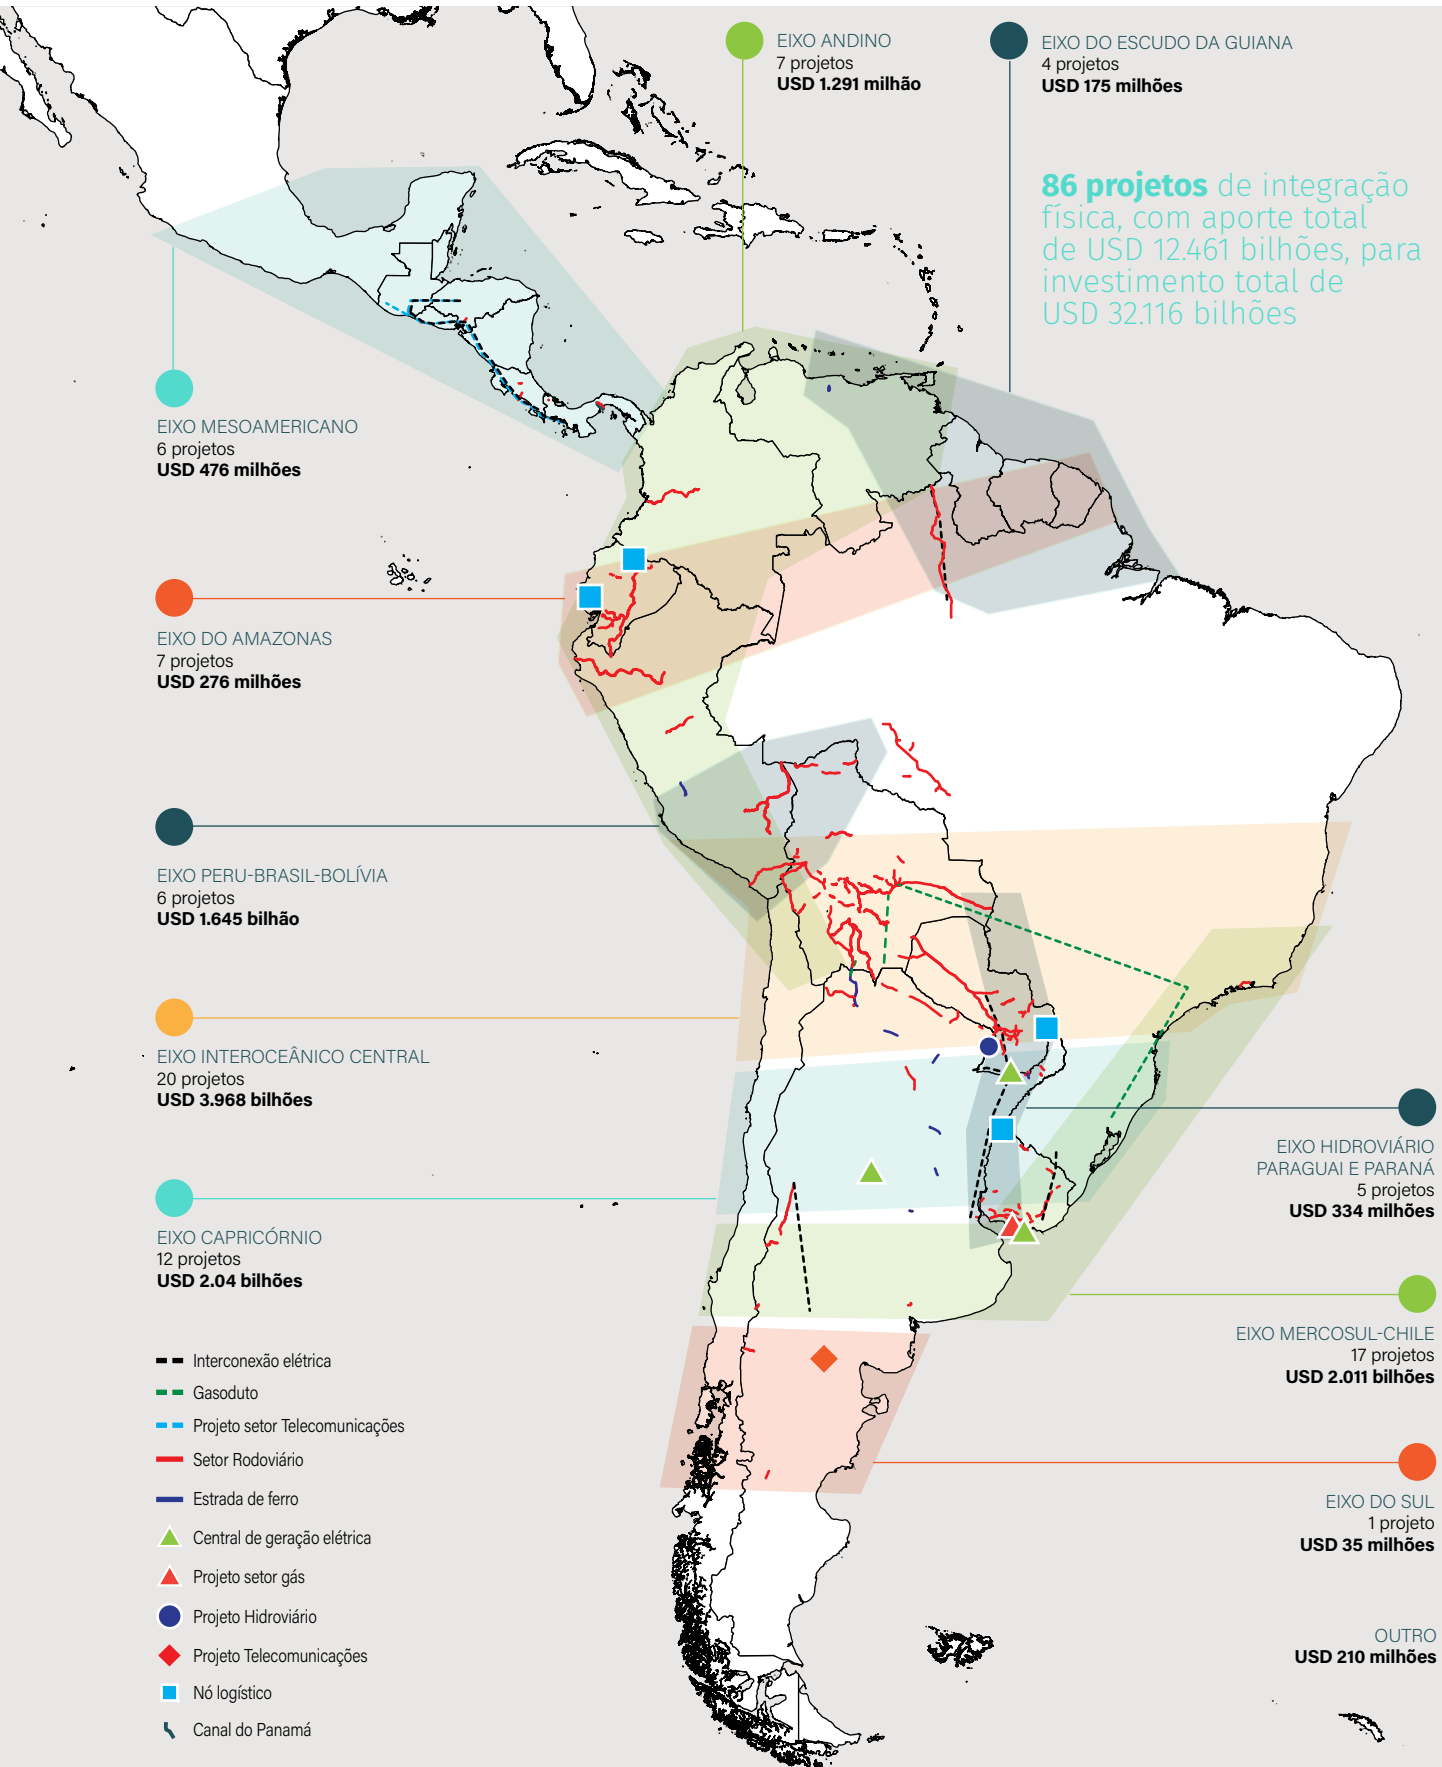 EIXO ANDINO
7 projetos
USD 1.291 milhão
EIXO DO ESCUDO DA GUIANA
4 projetos
USD 175 milhões
86 projetos de integração
física, com aporte total
de USD 12.461 bilhões, para
investimento total de
USD 32.116 bilhões
EIXO MESOAMERICANO
6 projetos
USD 476 milhões
EIXO DO AMAZONAS
7 projetos
USD 276 milhões
EIXO PERU-BRASIL-BOLÍVIA
6 projetos
USD 1.645 bilhão
EIXO INTEROCEÂNICO CENTRAL
20 projetos
USD 3.968 bilhões
EIXO CAPRICÓRNIO
12 projetos
USD 2.04 bilhões
EIXO HIDROVIÁRIO
PARAGUAI E PARANÁ
5 projetos
USD 334 milhões
EIXO MERCOSUL-CHILE
17 projetos
USD 2.011 bilhões
EIXO DO SUL
1 projeto
USD 35 milhões
OUTRO
USD 210 milhões
Interconexão elétrica
Gasoduto
Projeto setor Telecomunicações
Setor Rodoviário
Estrada de ferro
Central de geração elétrica
Projeto setor gás
Projeto Hidroviário
Projeto Telecomunicações
Nó logístico
Canal do Panamá